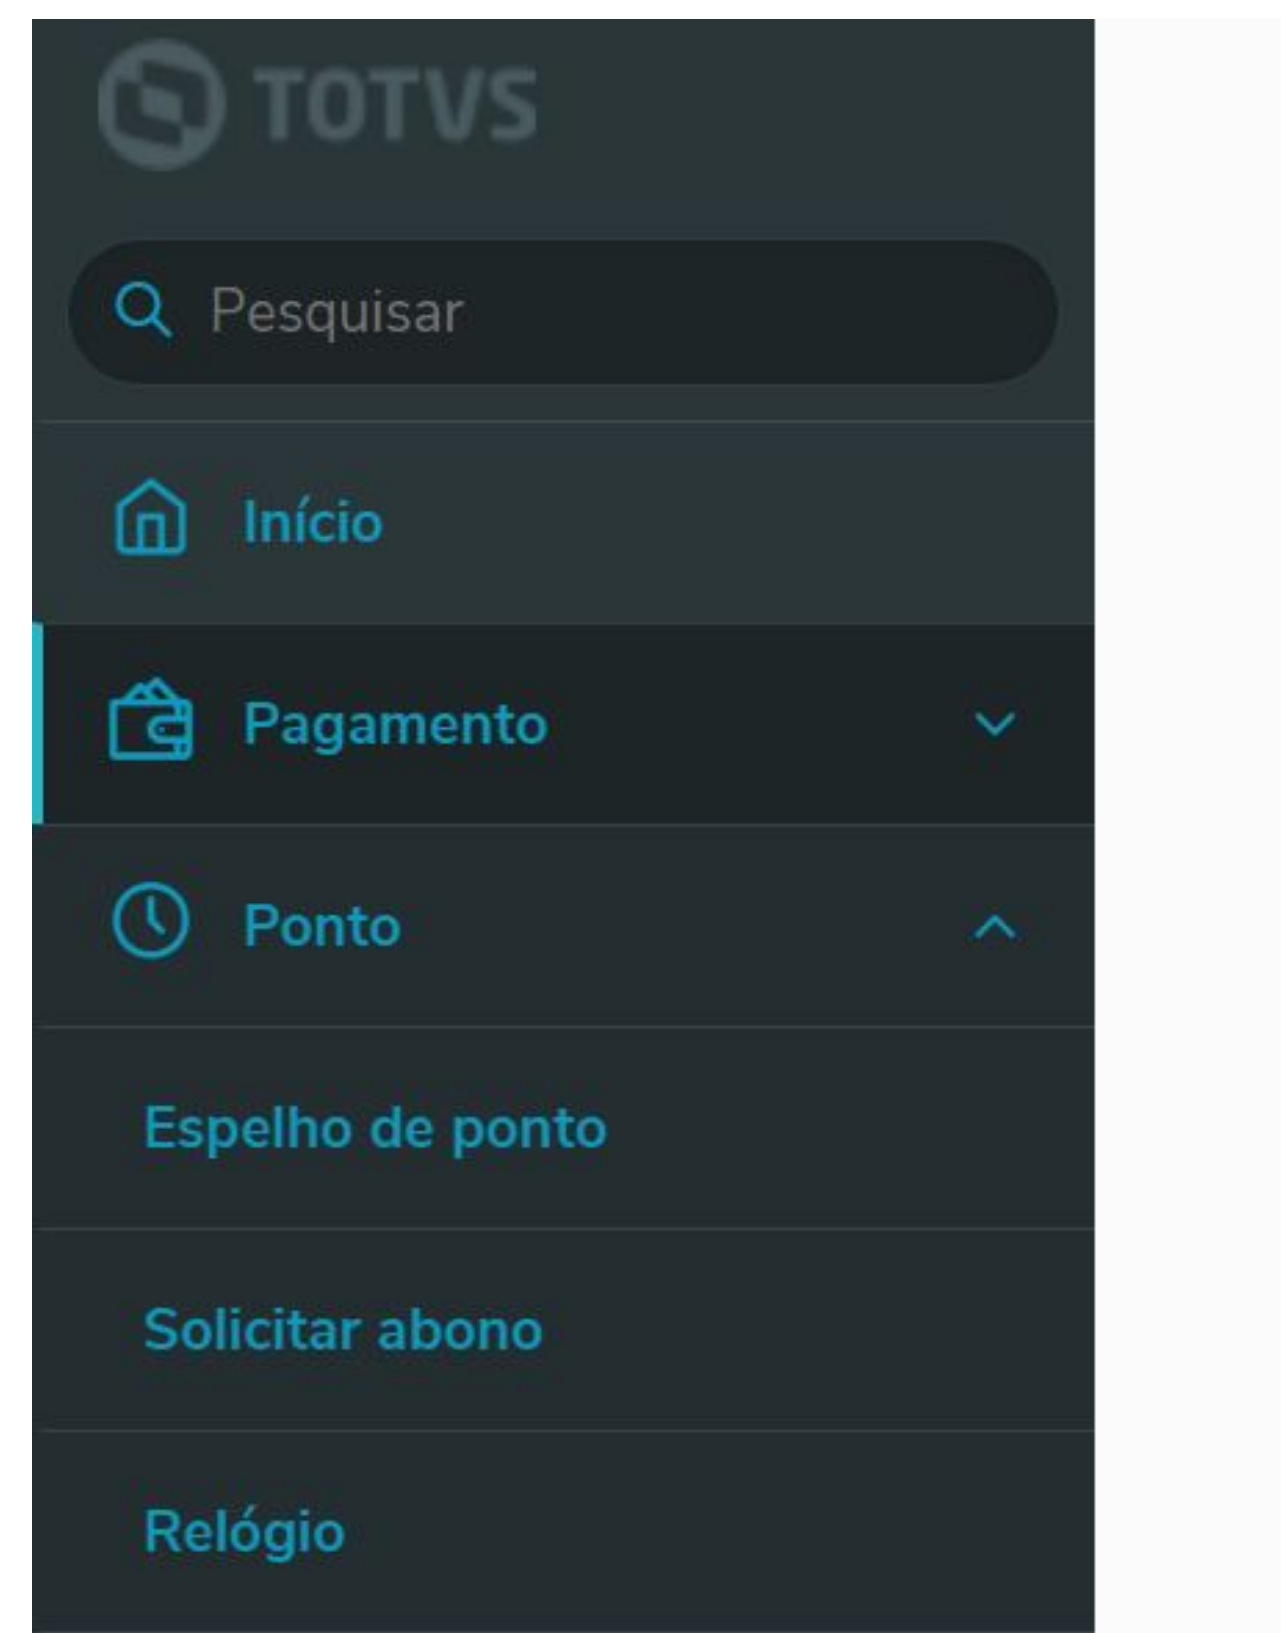 TOTVS
Pesquisar
Início
Pagamento
Ponto
Espelho de ponto
Solicitar abono
Relógio